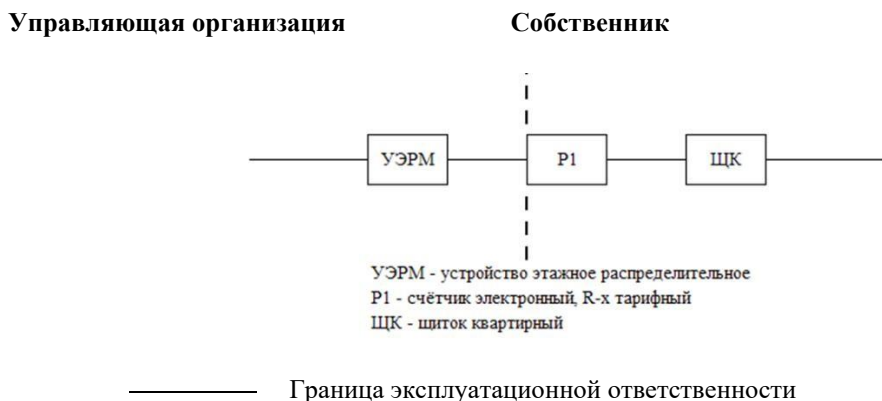 Управляющая организация Собственник
УЭРМ Р1 ЩК
УЭРМ - устройство этажное распределительное
Р1 - счётчик электронный, R-х тарифный
ЩК - щиток квартирный
Граница эксплуатационной ответственности